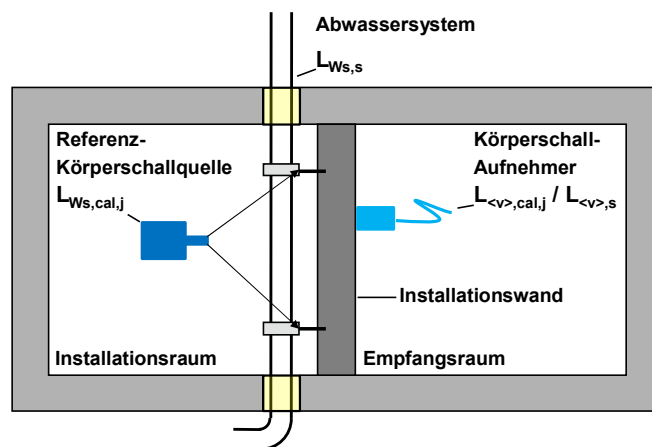 Abwassersystem
LWs,s
Referenz-
Körperschallquelle
LWs,cal,j
Körperschall-
Aufnehmer
L<v>,cal,j / L<v>,s
Installationswand
Installationsraum
Empfangsraum